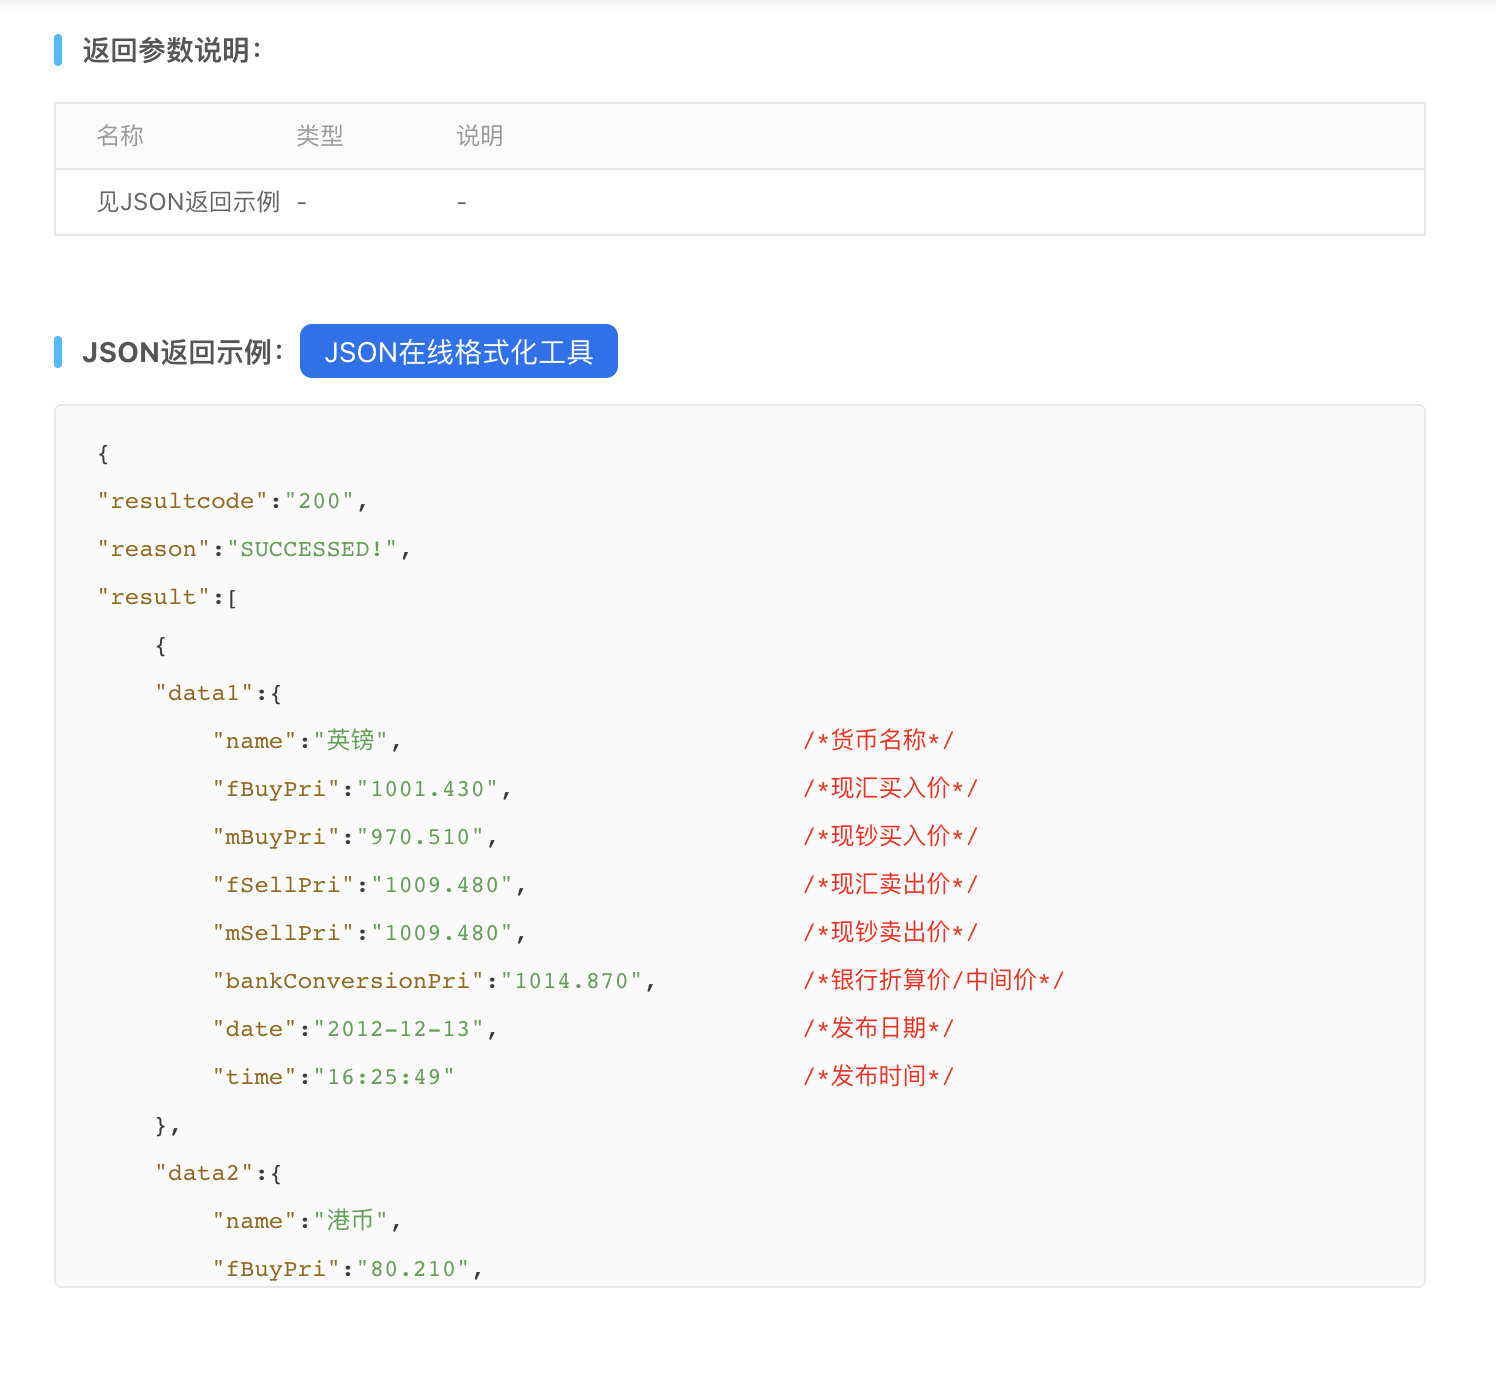 返回参数说明：
名称 类型 说明
见JSON返回示例 - -
JSON返回示例： JSON在线格式化工具
{
"resultcode":"200",
"reason":"SUCCESSED!",
"result":[
{
"data1":{
"name":"英镑", /*货币名称*/
"fBuyPri":"1001.430", /*现汇买入价*/
"mBuyPri":"970.510", /*现钞买入价*/
"fSellPri":"1009.480", /*现汇卖出价*/
"mSellPri":"1009.480", /*现钞卖出价*/
"bankConversionPri":"1014.870", /*银行折算价/中间价*/
"date":"2012-12-13", /*发布日期*/
"time":"16:25:49" /*发布时间*/
},
"data2":{
"name":"港币",
"fBuyPri":"80.210",